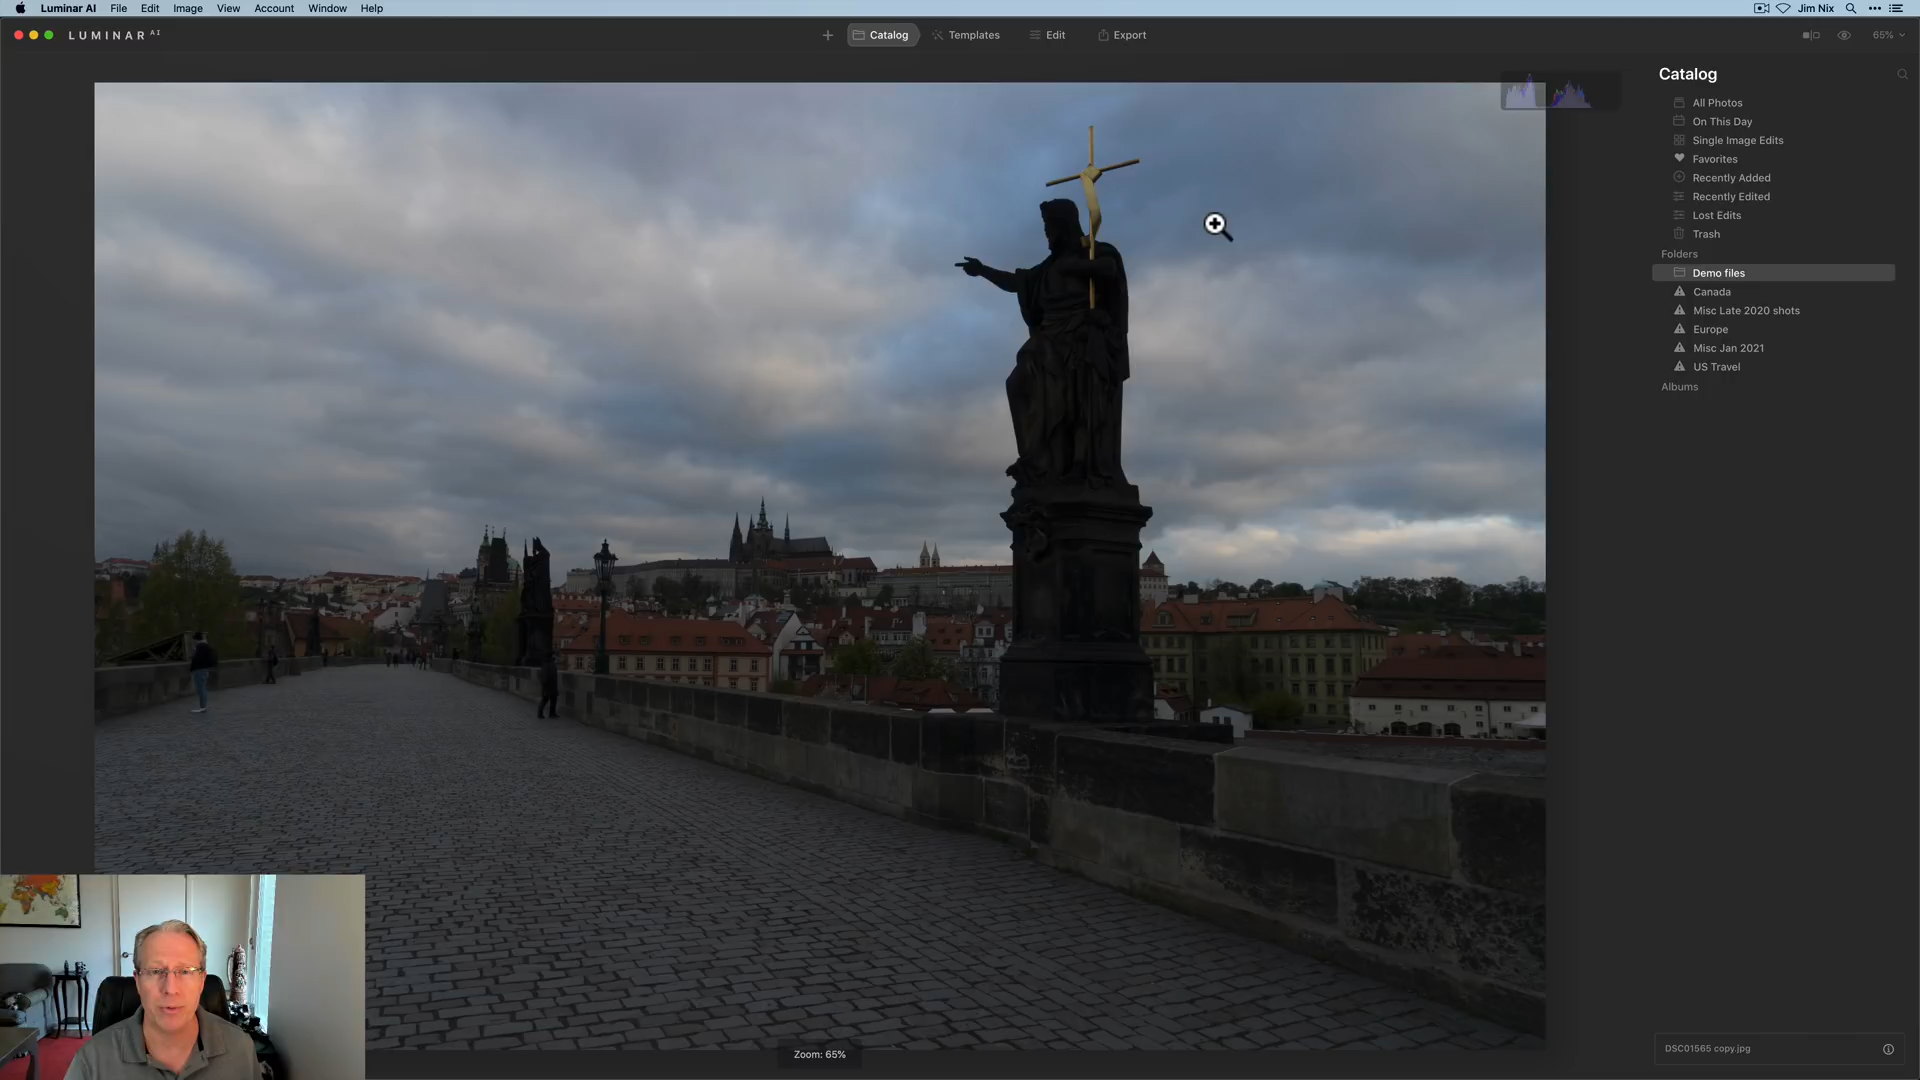 Luminar AI File Edit Image View Account Window Help Jim Nix
LUMINAR AI
Catalog Templates Edit Export 65%
Catalog
All Photos
On This Day
Single Image Edits
Favorites
Recently Added
Recently Edited
Lost Edits
Trash
Folders
Demo files
Canada
Misc Late 2020 shots
Europe
Misc Jan 2021
US Travel
Albums
DSC01565 copy.jpg
Zoom: 65%